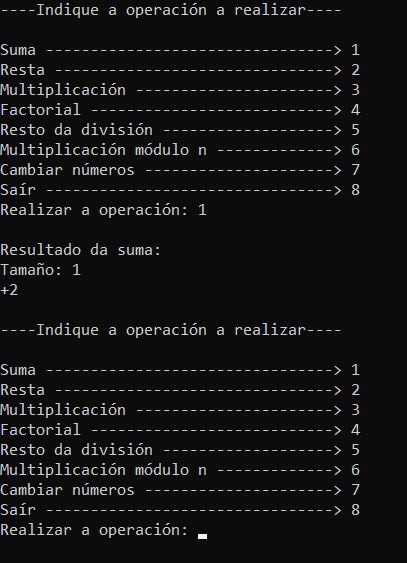 ----Indique a operación a realizar----
Suma --------------------------------> 1
Resta -------------------------------> 2
Multiplicación ----------------------> 3
Factorial ---------------------------> 4
Resto da división -------------------> 5
Multiplicación módulo n -------------> 6
Cambiar números ---------------------> 7
Saír --------------------------------> 8
Realizar a operación: 1
Resultado da suma:
Tamaño: 1
+2
----Indique a operación a realizar----
Suma --------------------------------> 1
Resta -------------------------------> 2
Multiplicación ----------------------> 3
Factorial ---------------------------> 4
Resto da división -------------------> 5
Multiplicación módulo n -------------> 6
Cambiar números ---------------------> 7
Saír --------------------------------> 8
Realizar a operación: